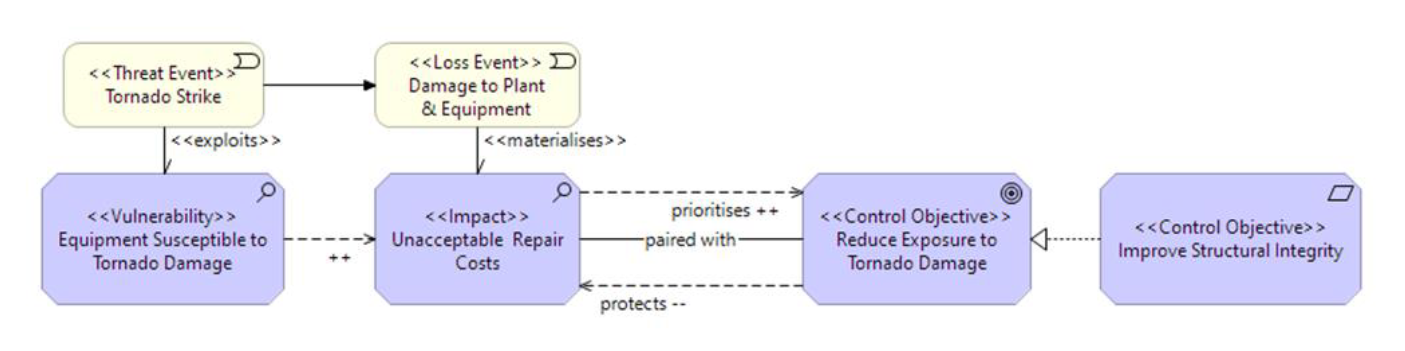 <<Threat Event>>
Tornado Strike
<<Loss Event>>
Damage to Plant
& Equipment
<<exploits>>
<<materialises>>
<<Vulnerability>>
Equipment Susceptible to
Tornado Damage
++
<<Impact>>
Unacceptable Repair
Costs
prioritises ++
paired with
protects --
<<Control Objective>>
Reduce Exposure to
Tornado Damage
<<Control Objective>>
Improve Structural Integrity